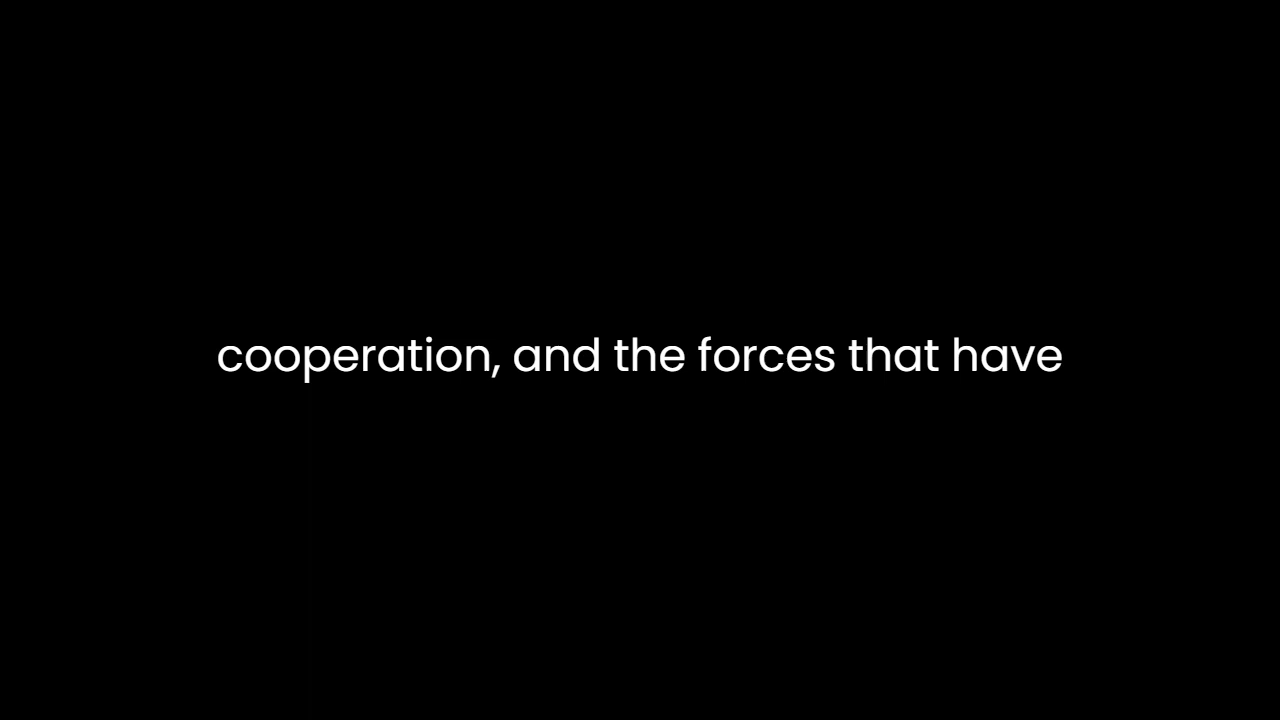 cooperation, and the forces that have